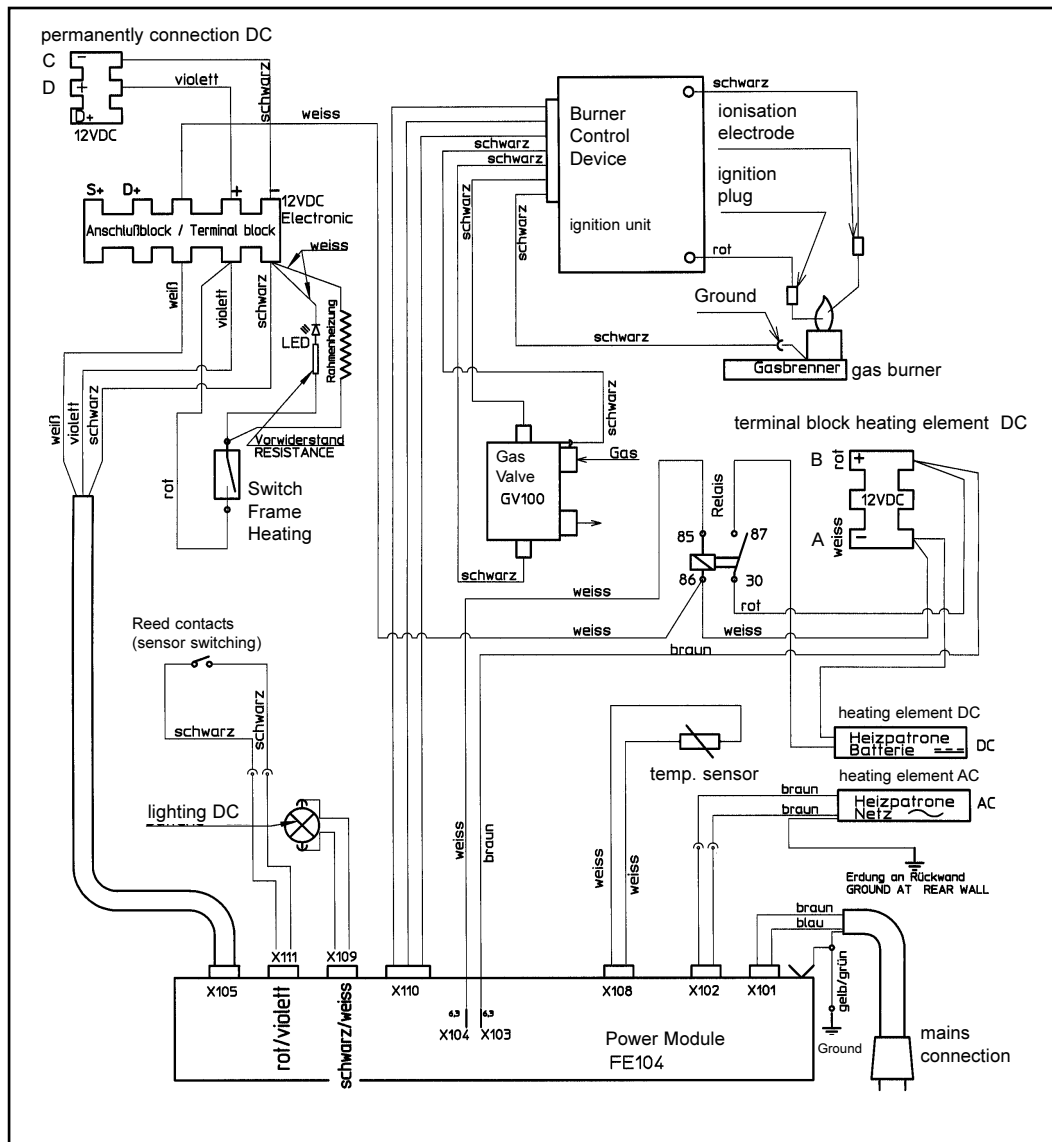 permanently connection DC
C
−
D
+
D+
12VDC
violett
schwarz
weiss
S+
D+
+
−
12VDC
Electronic
Anschlußblock / Terminal block
weiss
weiß
violett
schwarz
LED
Rahmenheizung
Vorwiderstand
RESISTANCE
weiß
violett
schwarz
rot
Switch
Frame
Heating
Burner
Control
Device
ignition unit
schwarz
schwarz
schwarz
schwarz
schwarz
schwarz
ionisation
electrode
ignition
plug
rot
Ground
schwarz
Gasbrenner
gas burner
schwarz
Gas
Valve
GV100
Gas
schwarz
terminal block heating element DC
B
rot
+
12VDC
A
weiss
−
Relais
85
87
86
30
weiss
rot
weiss
weiss
braun
Reed contacts
(sensor switching)
schwarz
schwarz
lighting DC
weiss
braun
temp. sensor
weiss
weiss
heating element DC
Heizpatrone
Batterie
DC
heating element AC
braun
braun
Heizpatrone
Netz
AC
Erdung an Rückwand
GROUND AT REAR WALL
braun
blau
gelb/grün
Ground
mains
connection
X105
X111
rot/violett
X109
schwarz/weiss
X110
6,3
6,3
X104
X103
X108
X102
X101
Power Module
FE104